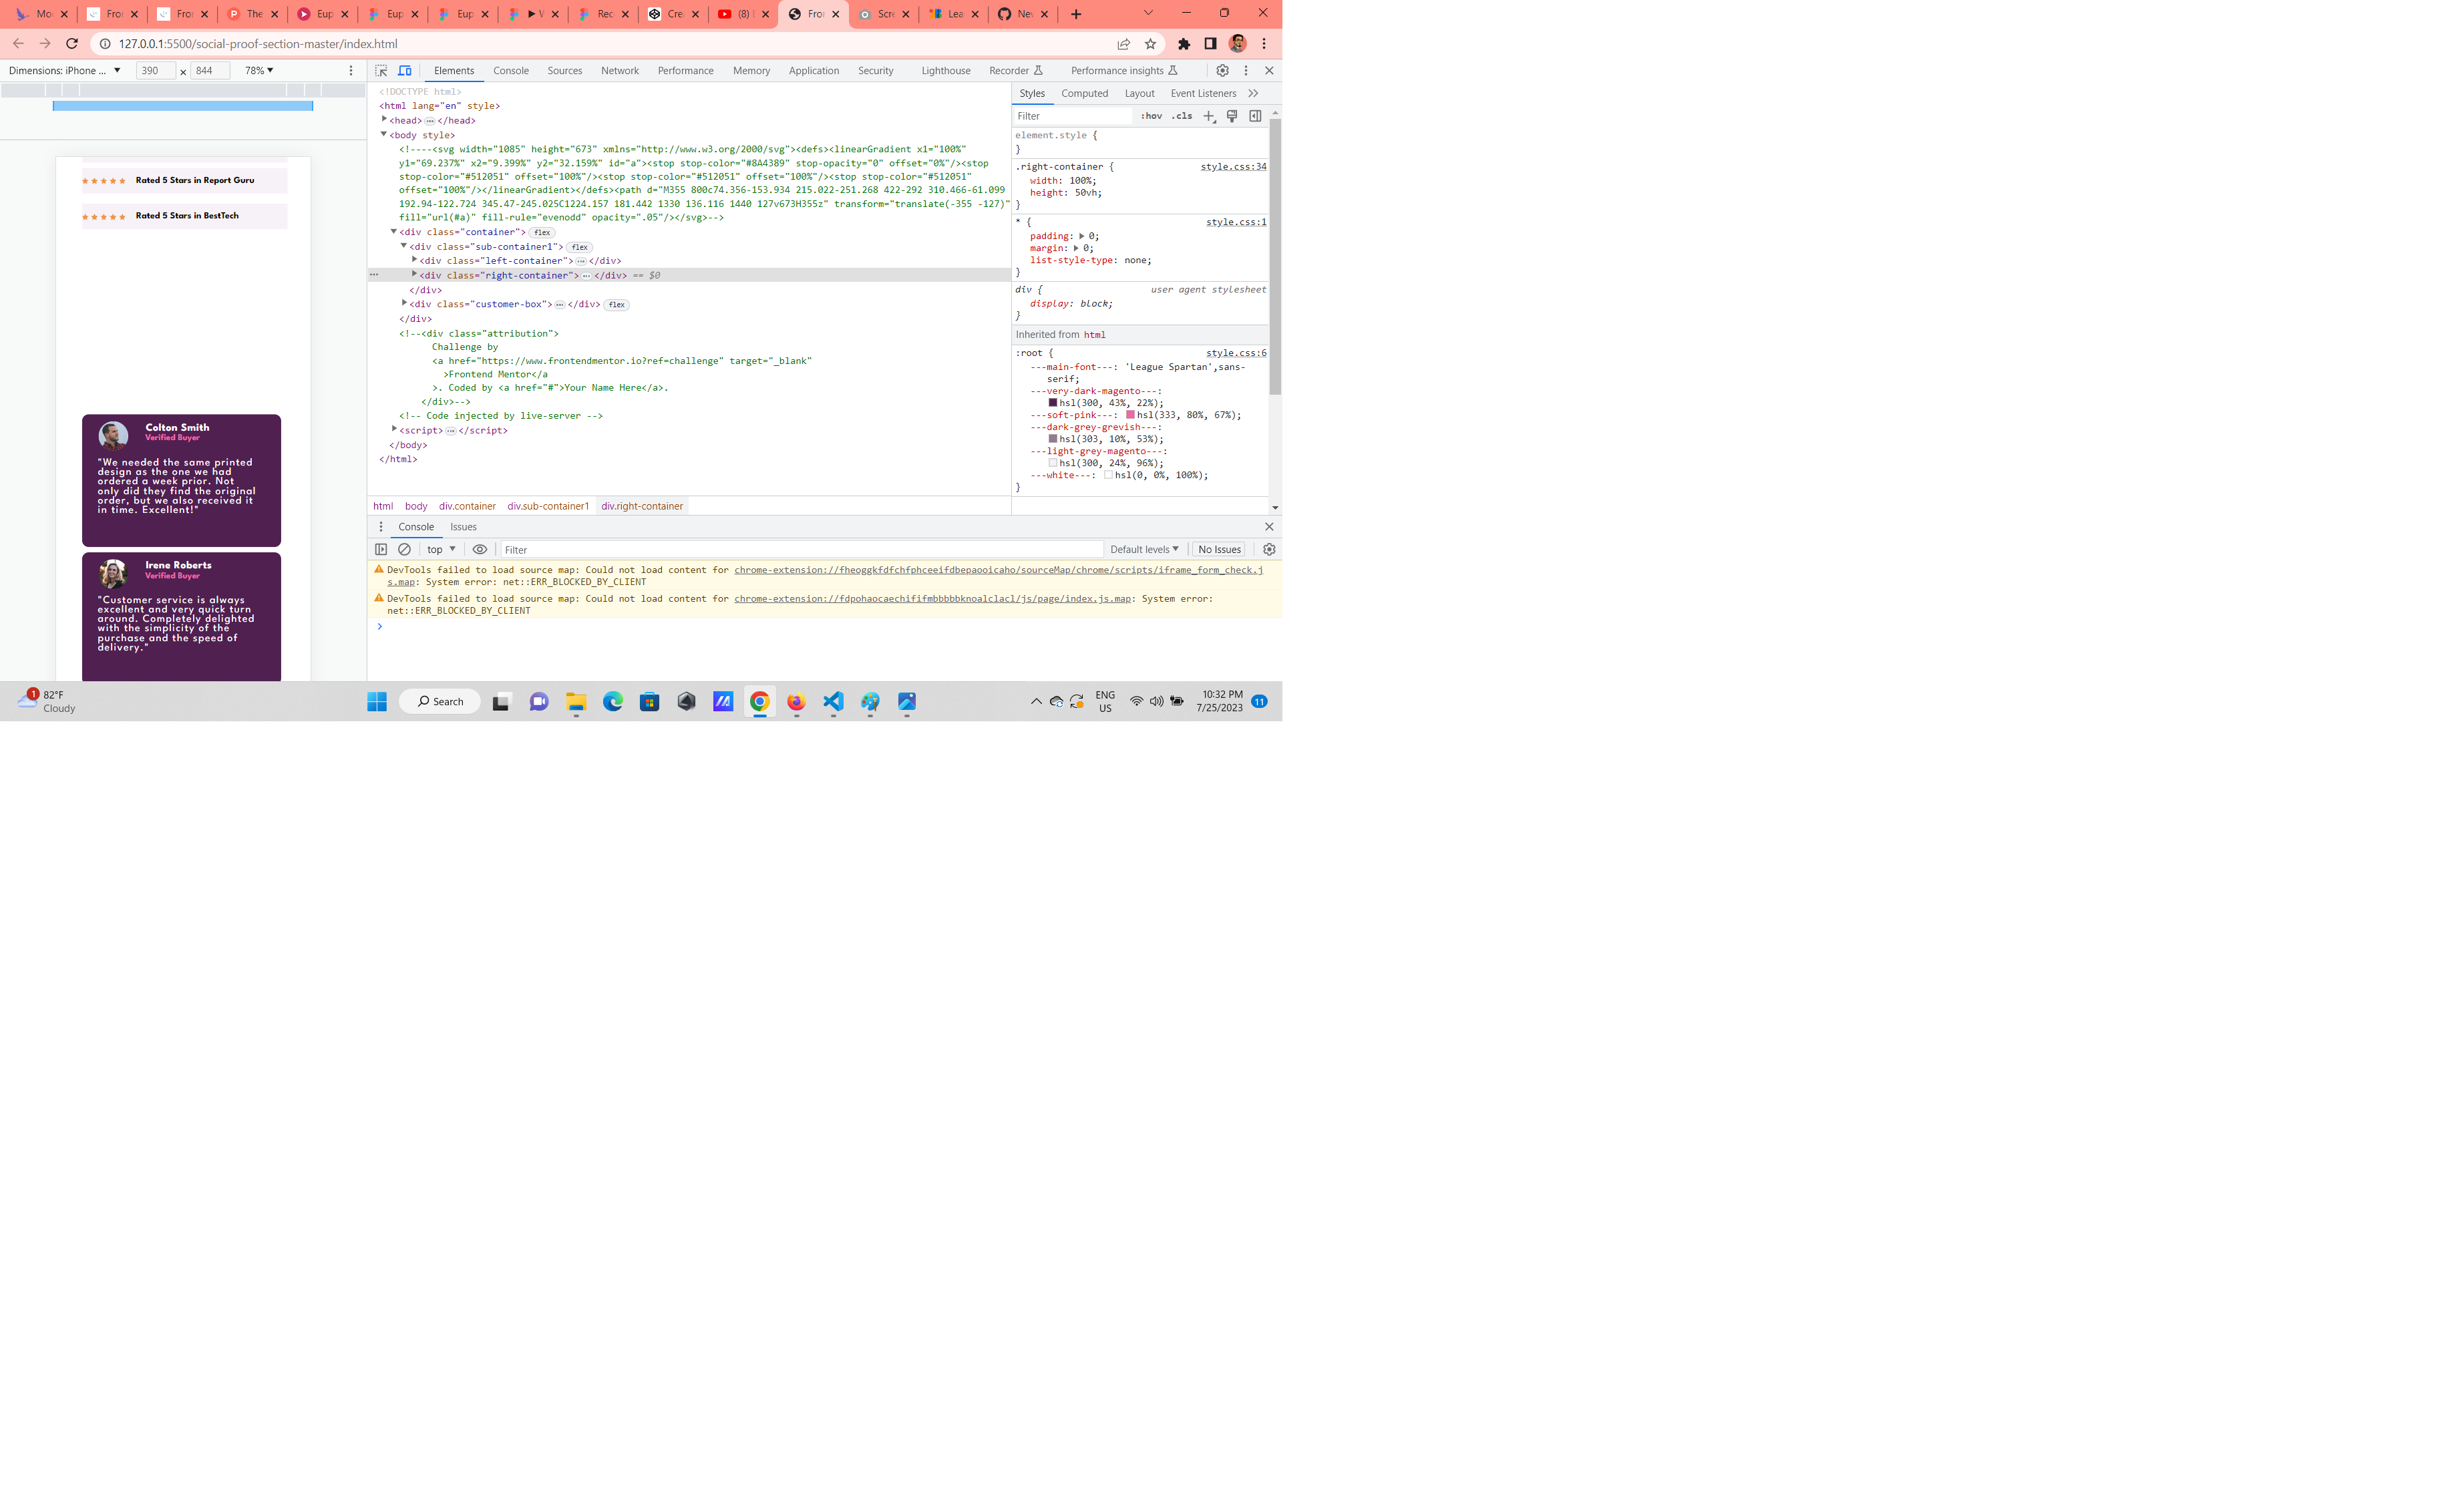 Mo
Fro
Fro
The
Eup
Eup
Eup
▶ V
Rec
Cre
(8)
Fro
Scr
Lea
Ne
127.0.0.1:5500/social-proof-section-master/index.html
Dimensions: iPhone ... 390 x 844 78%
Elements Console Sources Network Performance Memory Application Security Lighthouse Recorder Performance insights
Rated 5 Stars in Report Guru
Rated 5 Stars in BestTech
Colton Smith
Verified Buyer
"We needed the same printed
design as the one we had
ordered a week prior. Not
only did they find the original
order, but we also received it
in time. Excellent!"
Irene Roberts
Verified Buyer
"Customer service is always
excellent and very quick turn
around. Completely delighted
with the simplicity of the
purchase and the speed of
delivery."
<!DOCTYPE html>
<html lang="en" style>
<head>…</head>
<body style>
<!----<svg width="1085" height="673" xmlns="http://www.w3.org/2000/svg"><defs><linearGradient x1="100%"
y1="69.237%" x2="9.399%" y2="32.159%" id="a"><stop stop-color="#8A4389" stop-opacity="0" offset="0%"/><stop
stop-color="#512051" offset="100%"/><stop stop-color="#512051" offset="100%"/><stop stop-color="#512051"
offset="100%"/></linearGradient></defs><path d="M355 800c74.356-153.934 215.022-251.268 422-292 310.466-61.099
192.94-122.724 345.47-245.025C1224.157 181.442 1330 136.116 1440 127v673H355z" transform="translate(-355 -127)"
fill="url(#a)" fill-rule="evenodd" opacity=".05"/></svg>-->
<div class="container"> flex
<div class="sub-container1"> flex
<div class="left-container">…</div>
<div class="right-container">…</div> == $0
</div>
<div class="customer-box">…</div> flex
</div>
<!--<div class="attribution">
Challenge by
<a href="https://www.frontendmentor.io?ref=challenge" target="_blank"
>Frontend Mentor</a
>. Coded by <a href="#">Your Name Here</a>.
</div>-->
<!-- Code injected by live-server -->
<script>…</script>
</body>
</html>
html body div.container div.sub-container1 div.right-container
Styles Computed Layout Event Listeners
Filter :hov .cls
element.style {
}
.right-container { style.css:34
width: 100%;
height: 50vh;
}
* { style.css:1
padding: 0;
margin: 0;
list-style-type: none;
}
div { user agent stylesheet
display: block;
}
Inherited from html
:root { style.css:6
---main-font---: 'League Spartan',sans-
serif;
---very-dark-magento---:
hsl(300, 43%, 22%);
---soft-pink---: hsl(333, 80%, 67%);
---dark-grey-grevish---:
hsl(303, 10%, 53%);
---light-grey-magento---:
hsl(300, 24%, 96%);
---white---: hsl(0, 0%, 100%);
}
Console Issues
top Filter Default levels No Issues
DevTools failed to load source map: Could not load content for chrome-extension://fheoggkfdfchfphceeifdbepaooicaho/sourceMap/chrome/scripts/iframe_form_check.j
s.map: System error: net::ERR_BLOCKED_BY_CLIENT
DevTools failed to load source map: Could not load content for chrome-extension://fdpohaocaechififmbbbbbknoalclacl/js/page/index.js.map: System error:
net::ERR_BLOCKED_BY_CLIENT
1
82°F
Cloudy
Search
ENG
US
10:32 PM
7/25/2023
11